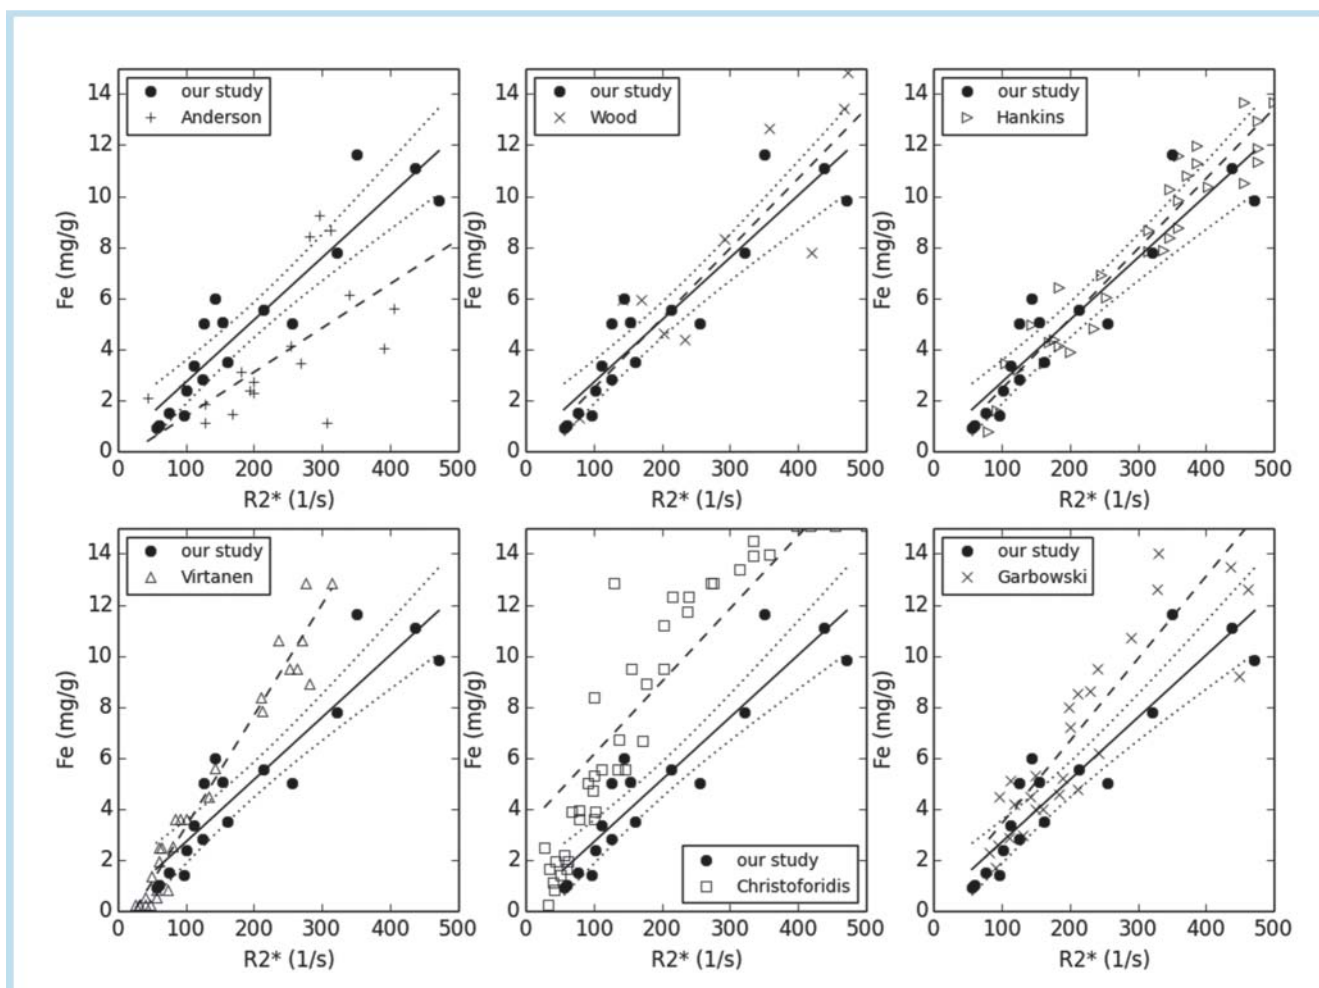 our study
Anderson
14
12
10
8
6
4
2
0
0 100 200 300 400 500
Fe (mg/g)
R2* (1/s)
our study
Wood
14
12
10
8
6
4
2
0
0 100 200 300 400 500
Fe (mg/g)
R2* (1/s)
our study
Hankins
14
12
10
8
6
4
2
0
0 100 200 300 400 500
Fe (mg/g)
R2* (1/s)
our study
Virtanen
14
12
10
8
6
4
2
0
0 100 200 300 400 500
Fe (mg/g)
R2* (1/s)
14
12
10
8
6
4
2
0
our study
Christoforidis
0 100 200 300 400 500
Fe (mg/g)
R2* (1/s)
our study
Garbowski
14
12
10
8
6
4
2
0
0 100 200 300 400 500
Fe (mg/g)
R2* (1/s)